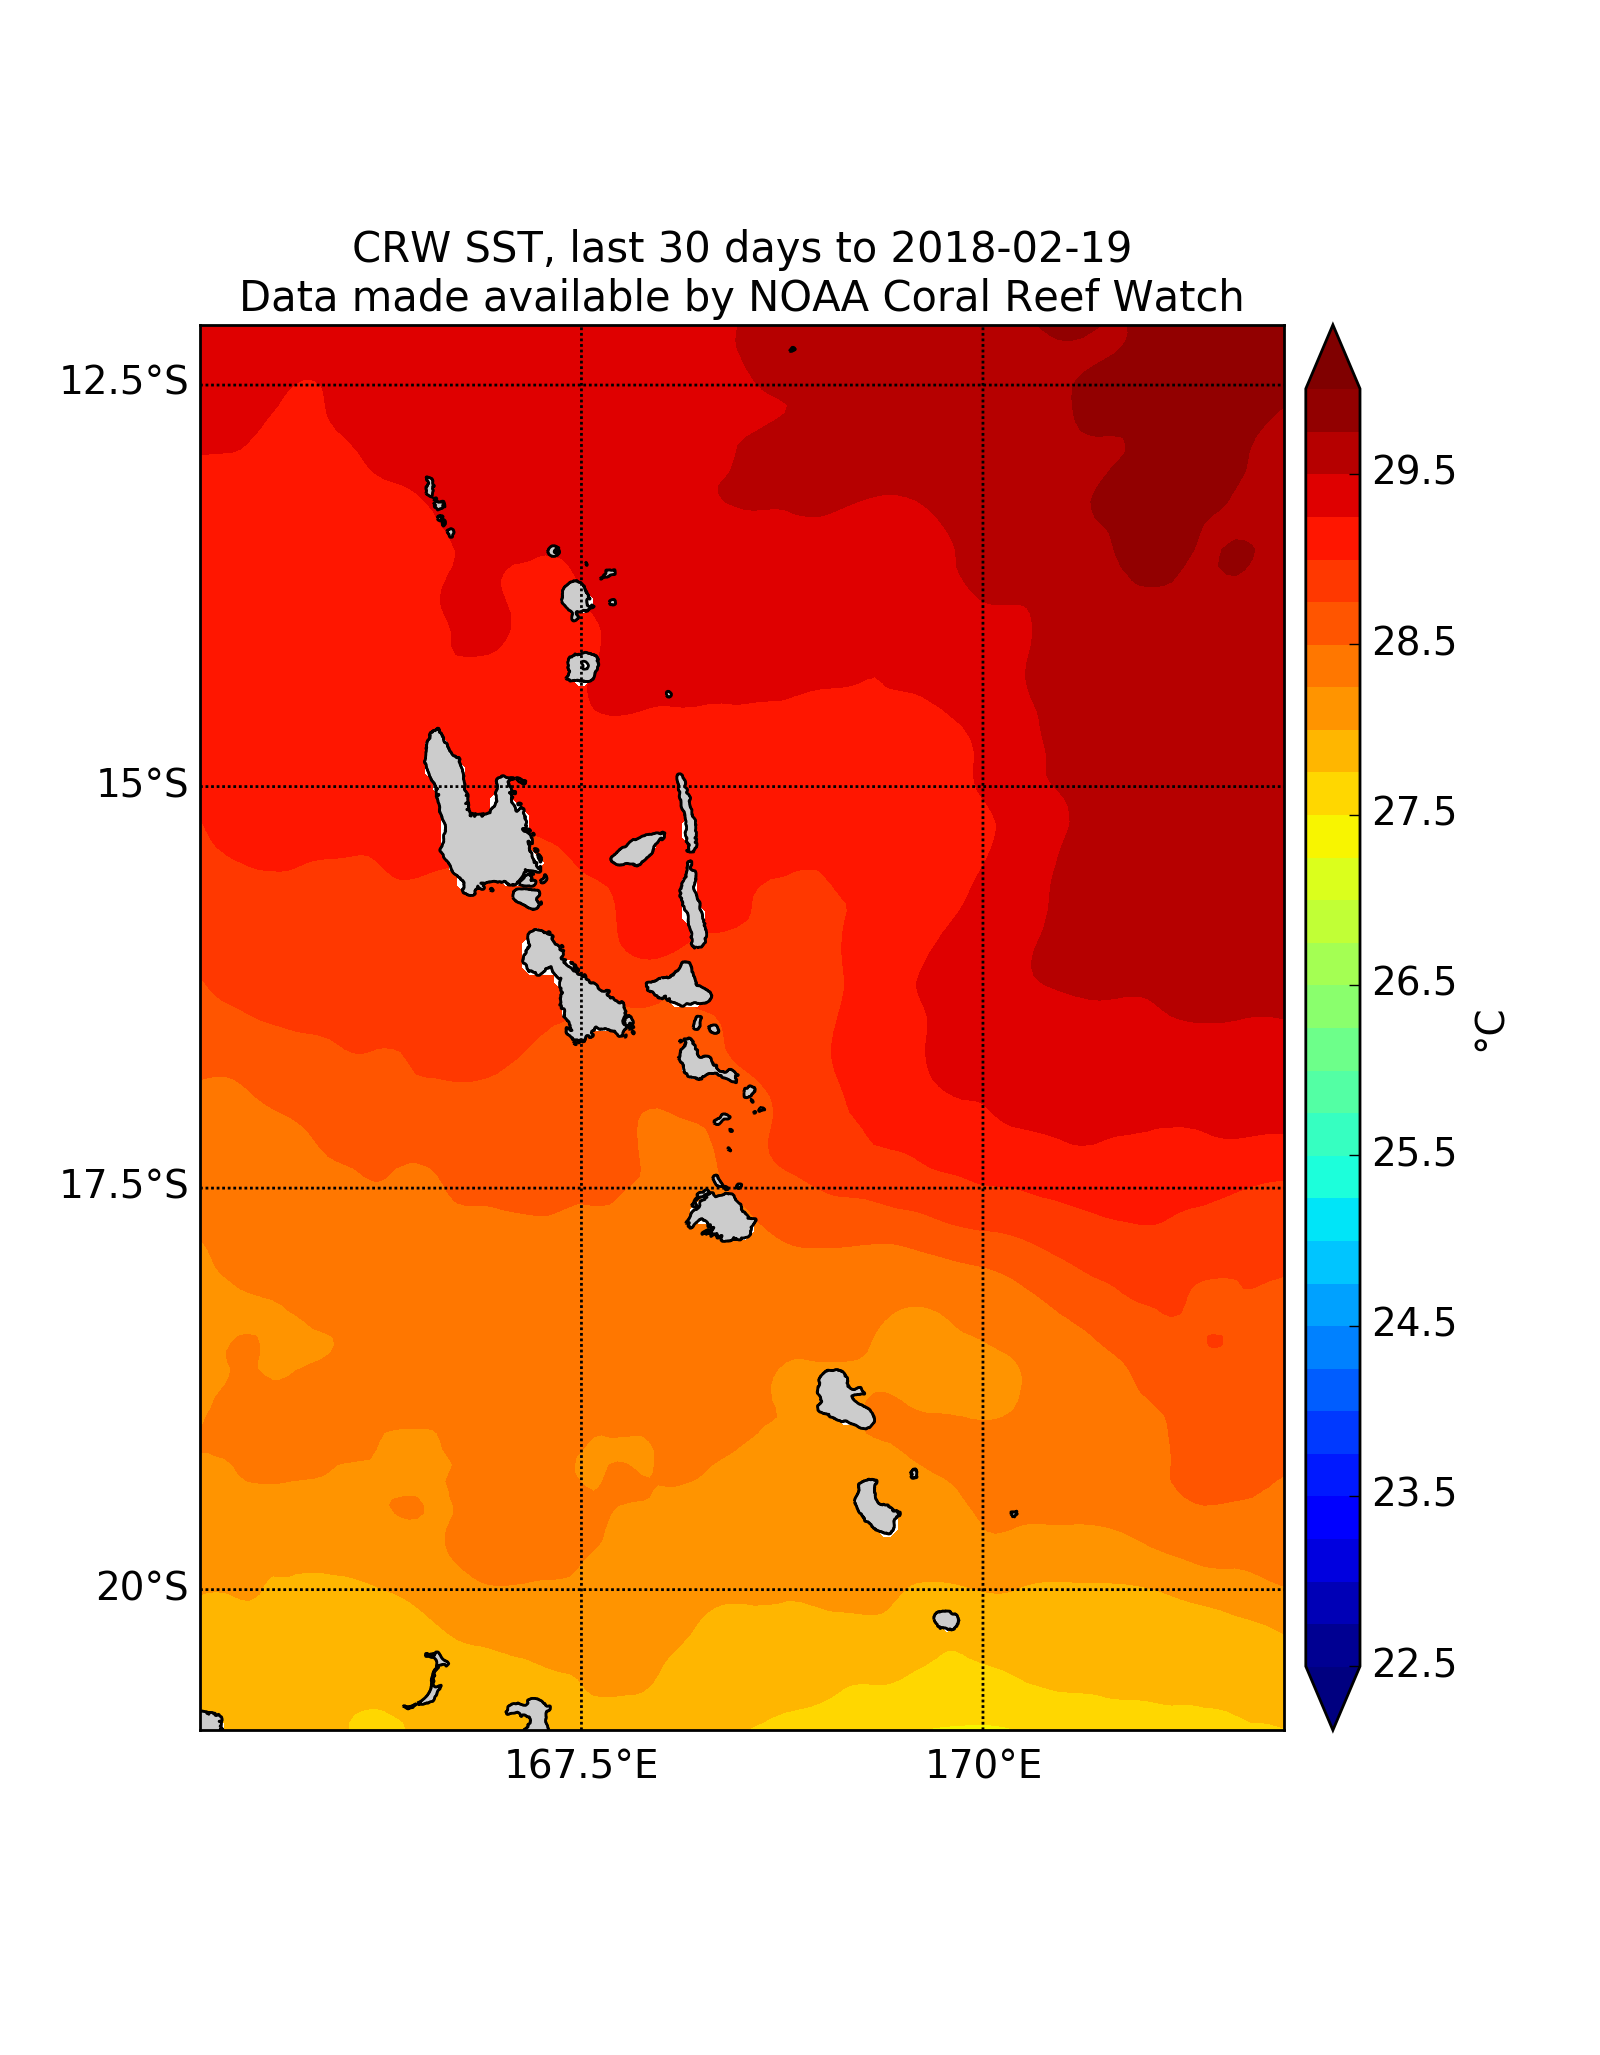 CRW SST, last 30 days to 2018-02-19
Data made available by NOAA Coral Reef Watch
12.5°S
15°S
17.5°S
20°S
167.5°E
170°E
29.5
28.5
27.5
26.5
25.5
24.5
23.5
22.5
°C